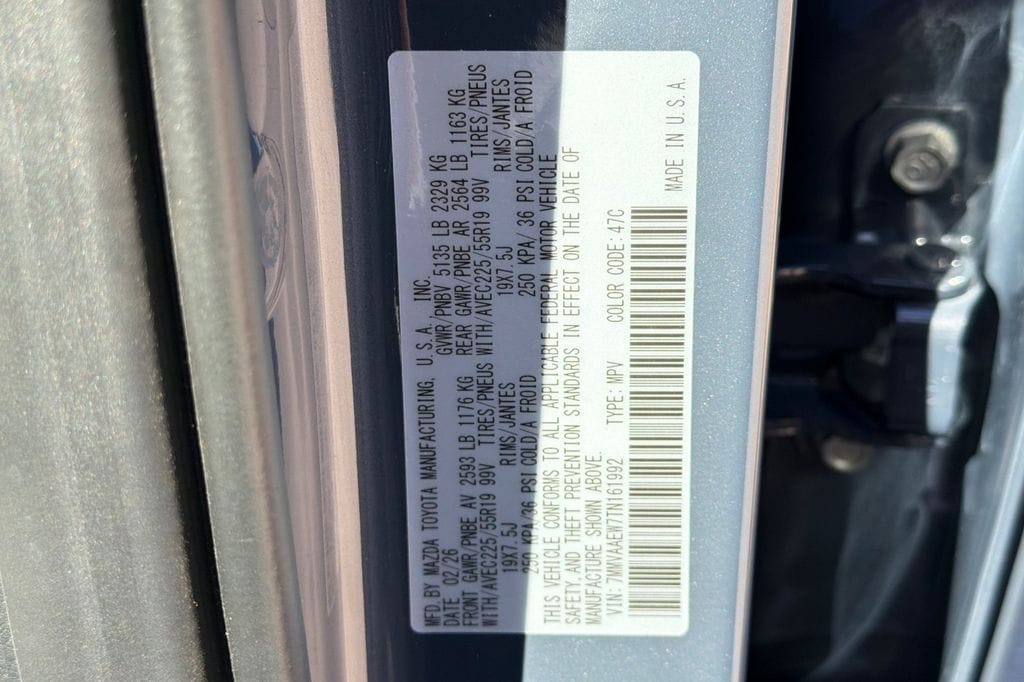 MFD. BY MAZDA TOYOTA MANUFACTURING, U.S.A., INC.
DATE 02/26 GVWR/PNBV 5135 LB 2329 KG
FRONT GAWR/PNBE AV 2593 LB 1176 KG REAR GAWR/PNBE AR 2564 LB 1163 KG
WITH/AVEC225/55R19 99V TIRES/PNEUS WITH/AVEC225/55R19 99V TIRES/PNEUS
19X7.5J RIMS/JANTES 19X7.5J RIMS/JANTES
250 KPA/36 PSI COLD/A FROID 250 KPA/ 36 PSI COLD/A FROID
THIS VEHICLE CONFORMS TO ALL APPLICABLE FEDERAL MOTOR VEHICLE
SAFETY,AND THEFT PREVENTION STANDARDS IN EFFECT ON THE DATE OF
MANUFACTURE SHOWN ABOVE.
VIN: 7MMVAAEW7TN161992 TYPE: MPV COLOR CODE: 47C
MADE IN U.S.A.